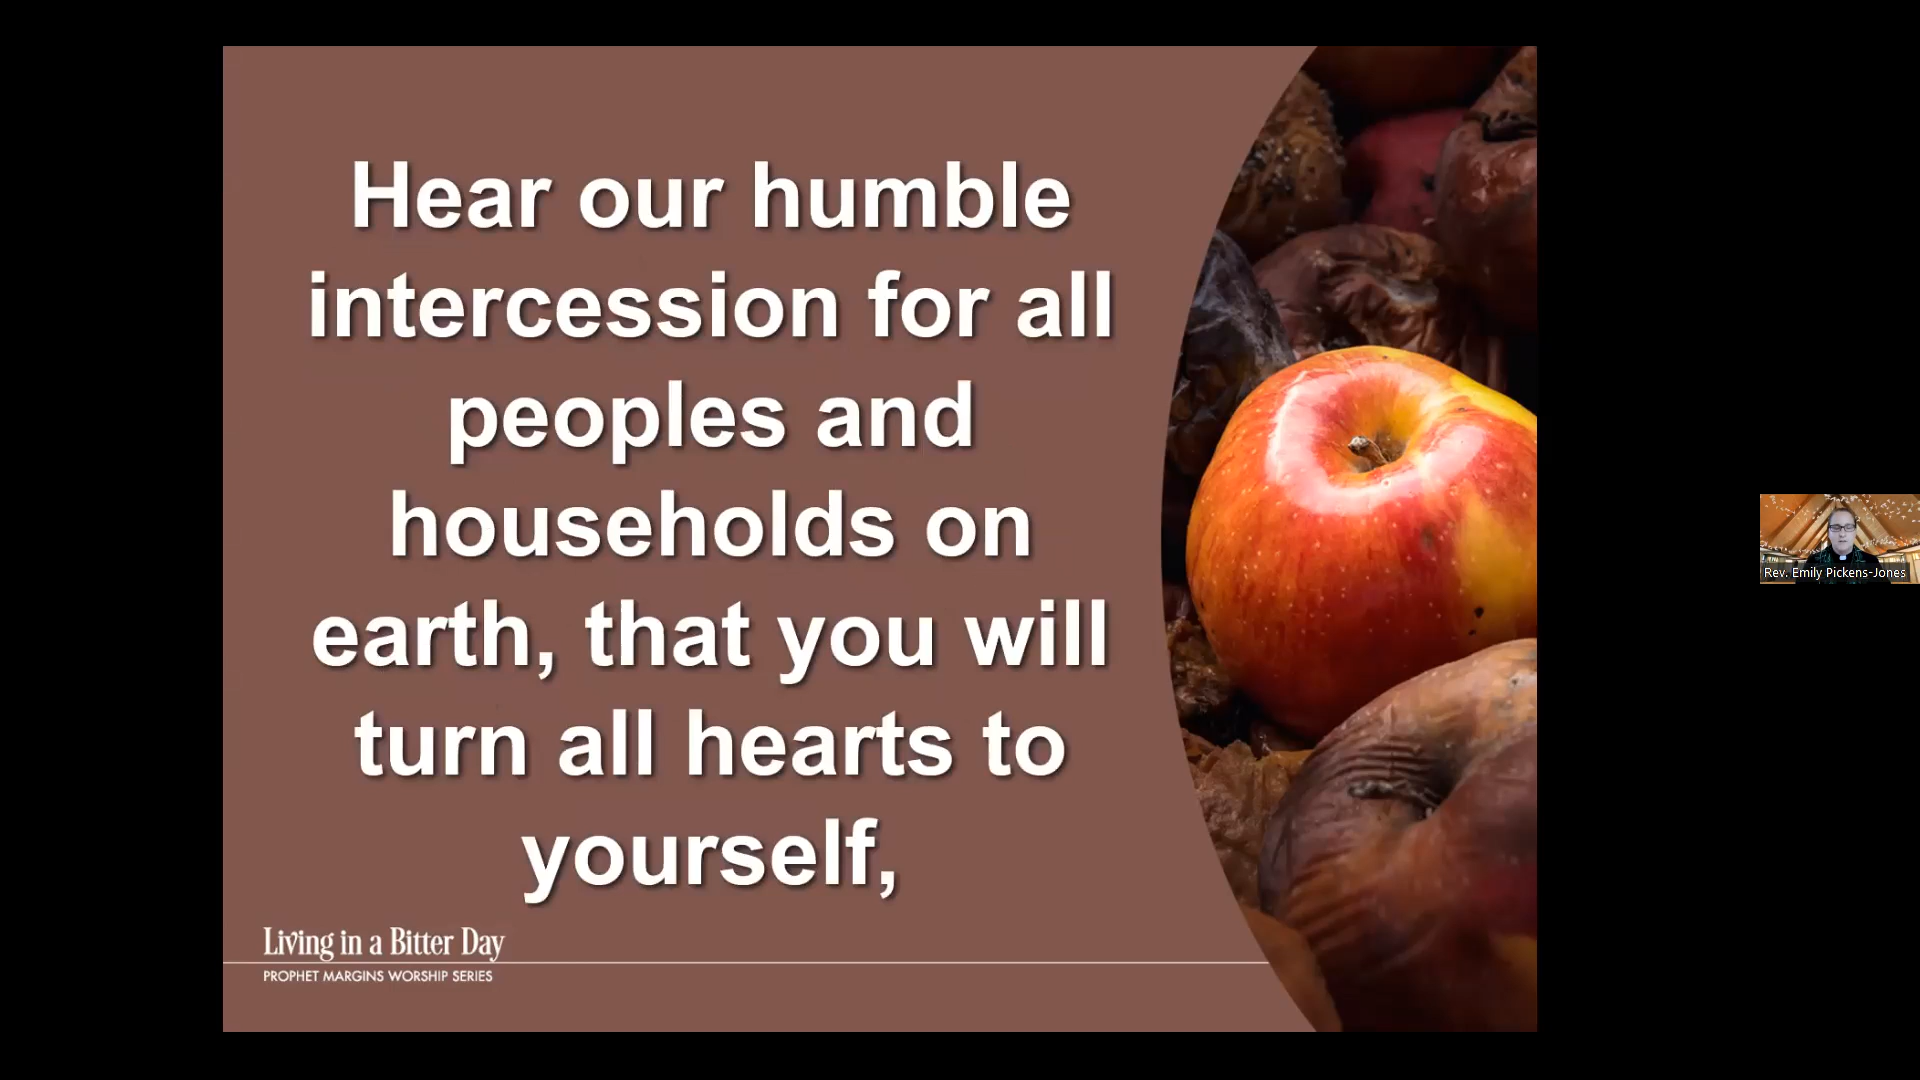 Hear our humble
intercession for all
peoples and
households on
earth, that you will
turn all hearts to
yourself,
Living in a Bitter Day
PROPHET MARGINS WORSHIP SERIES
Rev. Emily Pickens-Jones